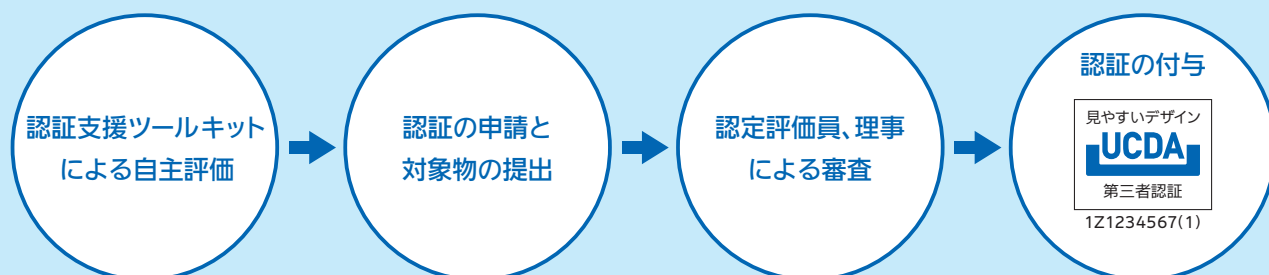 認証支援ツールキット
による自主評価
認証の申請と
対象物の提出
認定評価員、理事
による審査
認証の付与
見やすいデザイン
UCDA
第三者認証
1Z1234567(1)